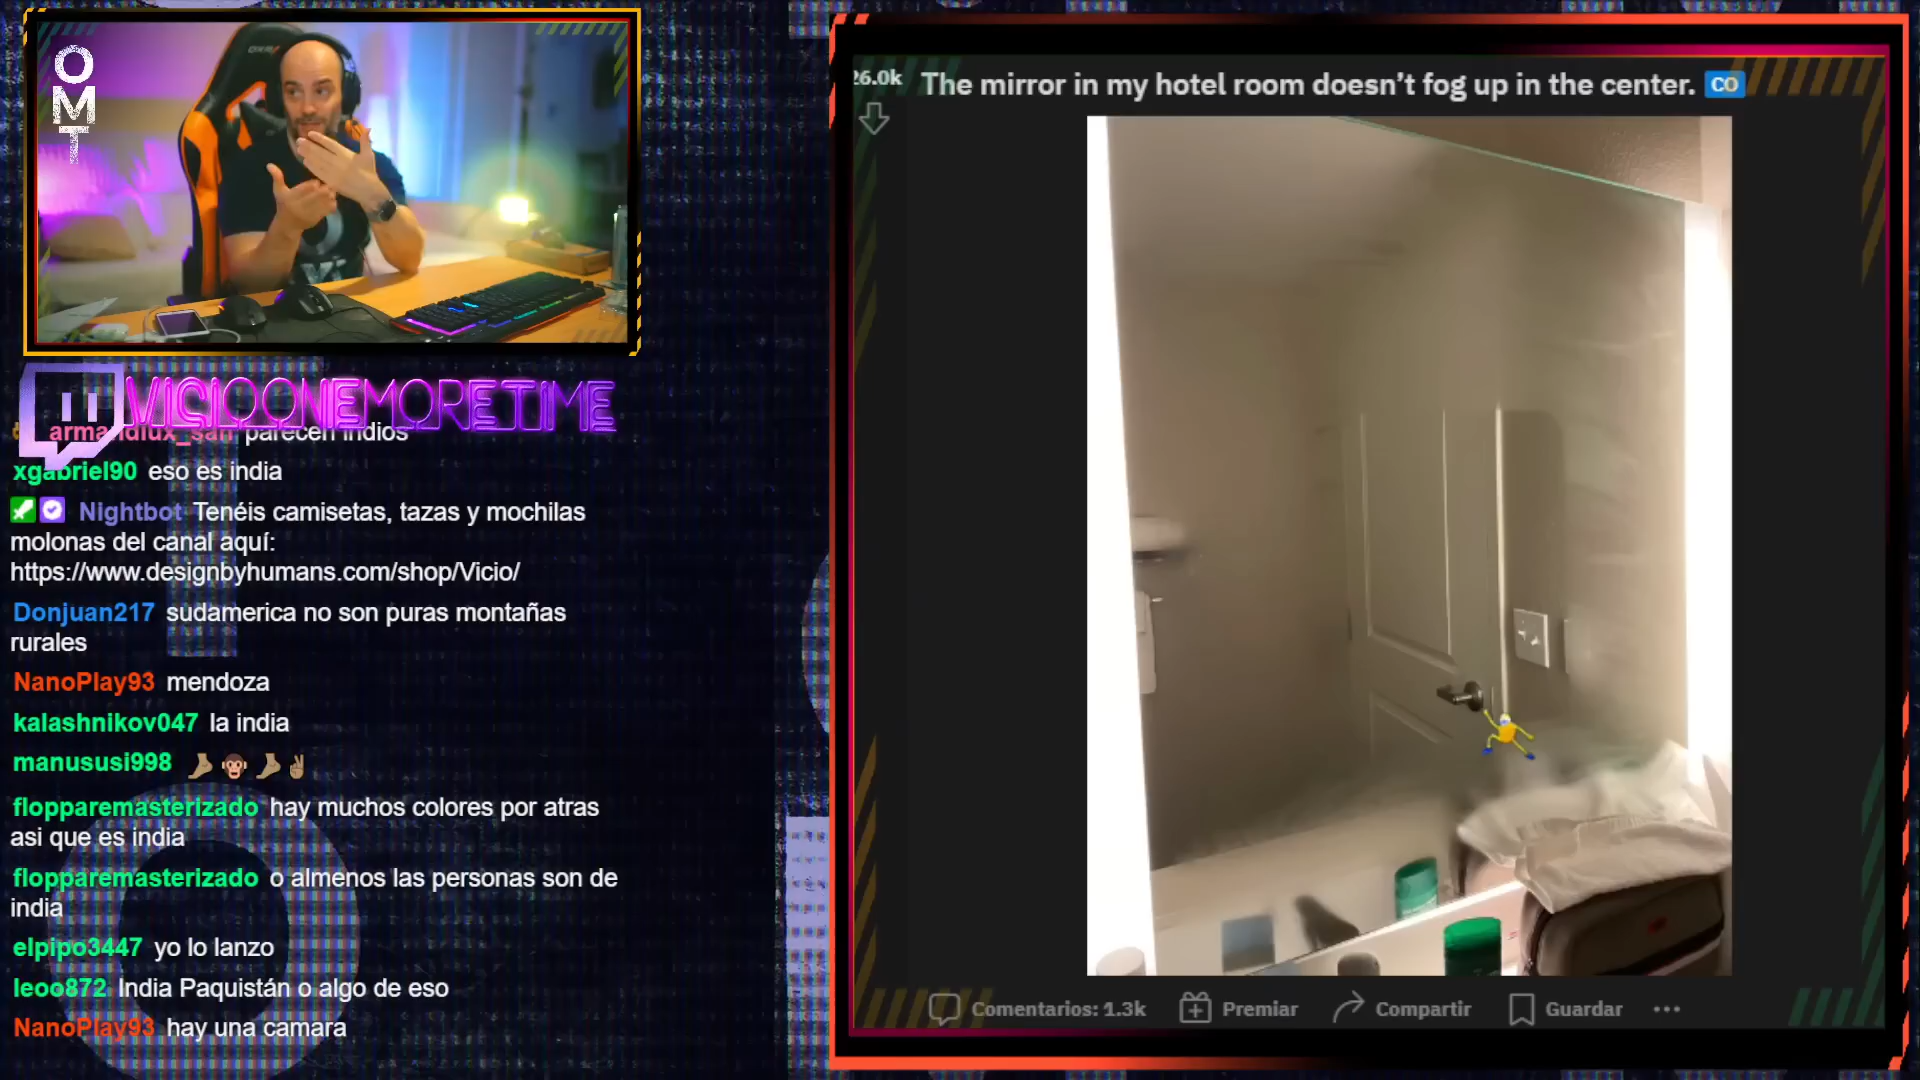 OMT
VICIOONEMORETIME
armandlux_san parecen indios
xgabriel90 eso es india
Nightbot Tenéis camisetas, tazas y mochilas
molonas del canal aquí:
https://www.designbyhumans.com/shop/Vicio/
Donjuan217 sudamerica no son puras montañas
rurales
NanoPlay93 mendoza
kalashnikov047 la india
manususi998
flopparemasterizado hay muchos colores por atras
asi que es india
flopparemasterizado o almenos las personas son de
india
elpipo3447 yo lo lanzo
leoo872 India Paquistán o algo de eso
NanoPlay93 hay una camara
26.0k
The mirror in my hotel room doesn’t fog up in the center. CO
Comentarios: 1.3k Premiar Compartir Guardar